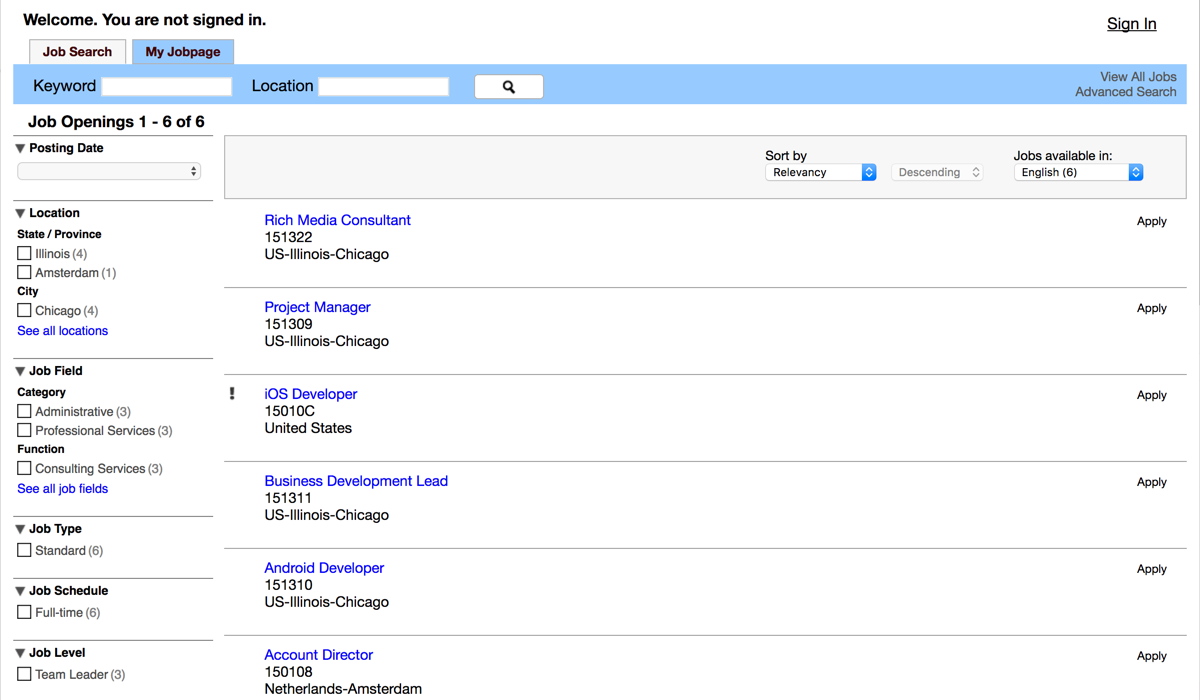 Welcome. You are not signed in.
Sign In
Job Search
My Jobpage
Keyword
Location
View All Jobs
Advanced Search
Job Openings 1 - 6 of 6
Posting Date
Sort by
Relevancy
Descending
Jobs available in:
English (6)
Location
State / Province
Illinois (4)
Amsterdam (1)
City
Chicago (4)
See all locations
Job Field
Category
Administrative (3)
Professional Services (3)
Function
Consulting Services (3)
See all job fields
Job Type
Standard (6)
Job Schedule
Full-time (6)
Job Level
Team Leader (3)
Rich Media Consultant
Apply
151322
US-Illinois-Chicago
Project Manager
Apply
151309
US-Illinois-Chicago
! iOS Developer
Apply
15010C
United States
Business Development Lead
Apply
151311
US-Illinois-Chicago
Android Developer
Apply
151310
US-Illinois-Chicago
Account Director
Apply
150108
Netherlands-Amsterdam